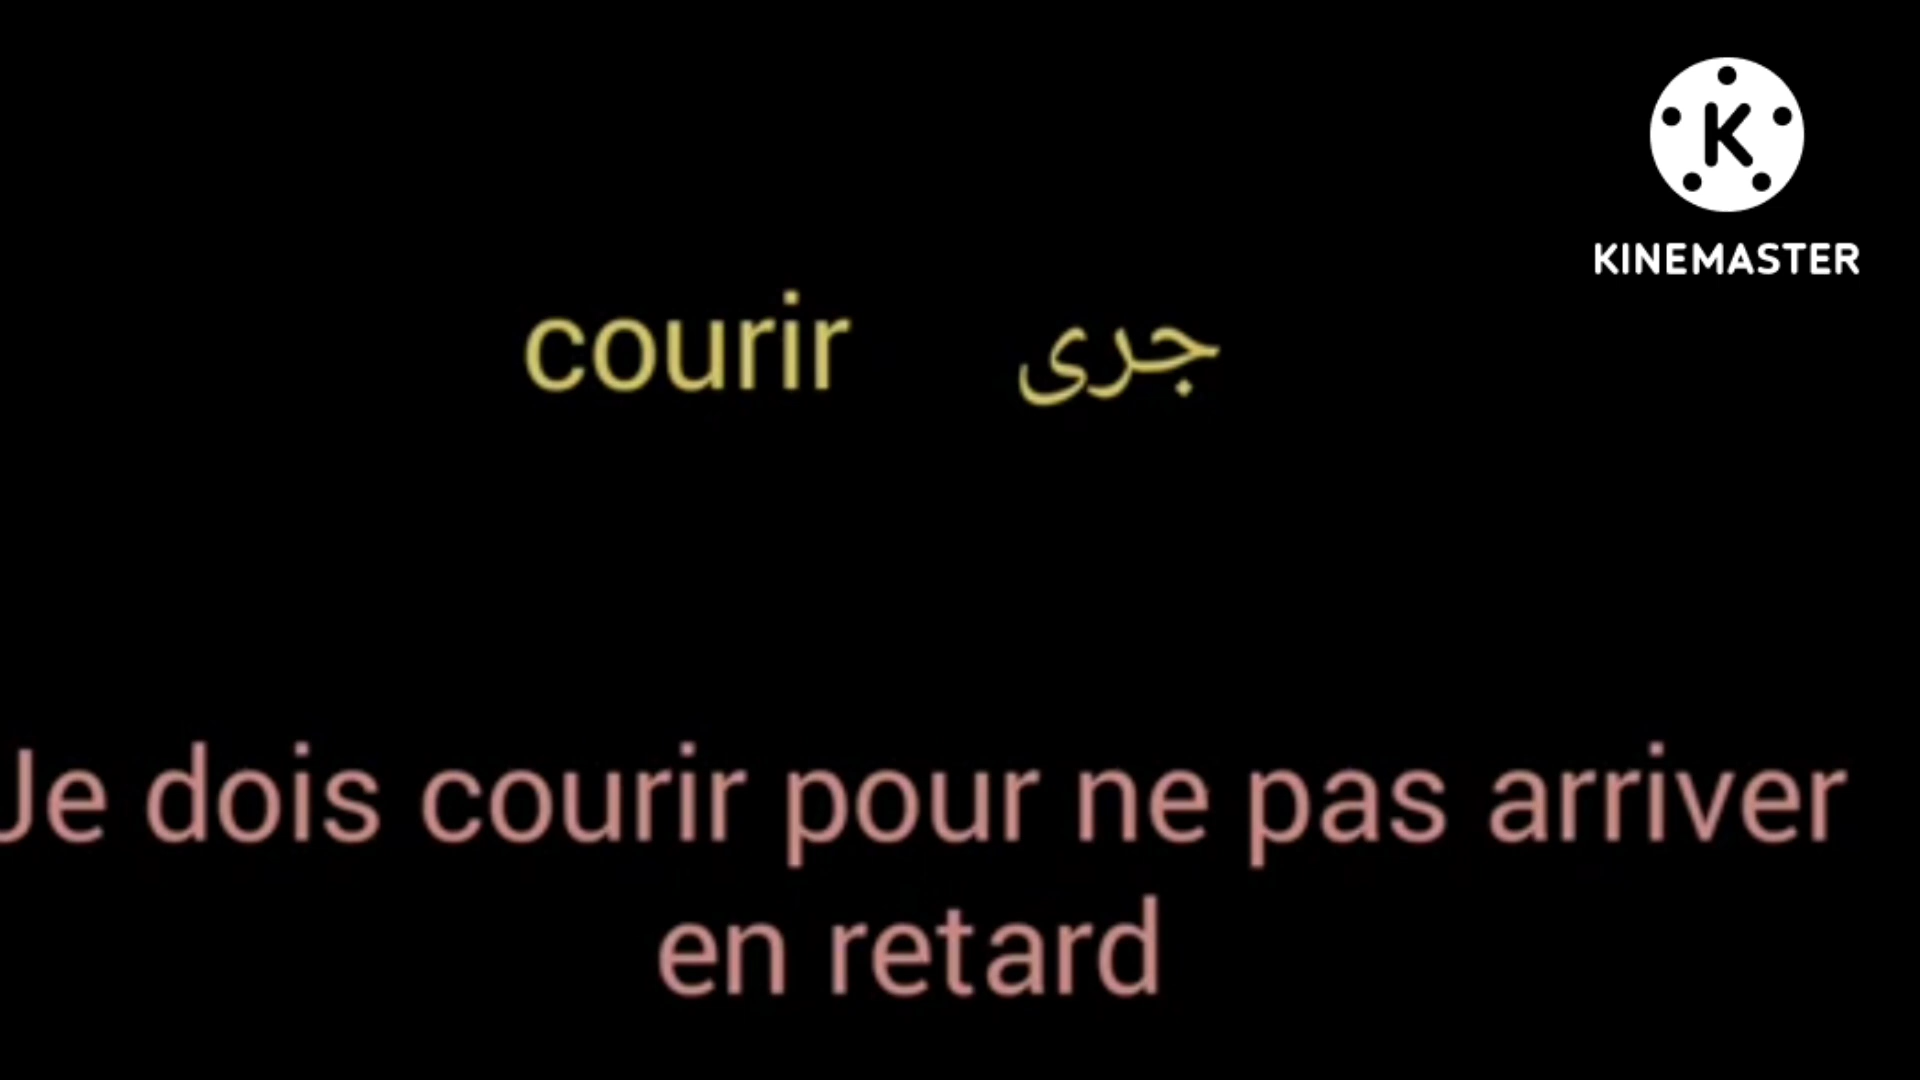 K
KINEMASTER
courir جرى
Je dois courir pour ne pas arriver
en retard